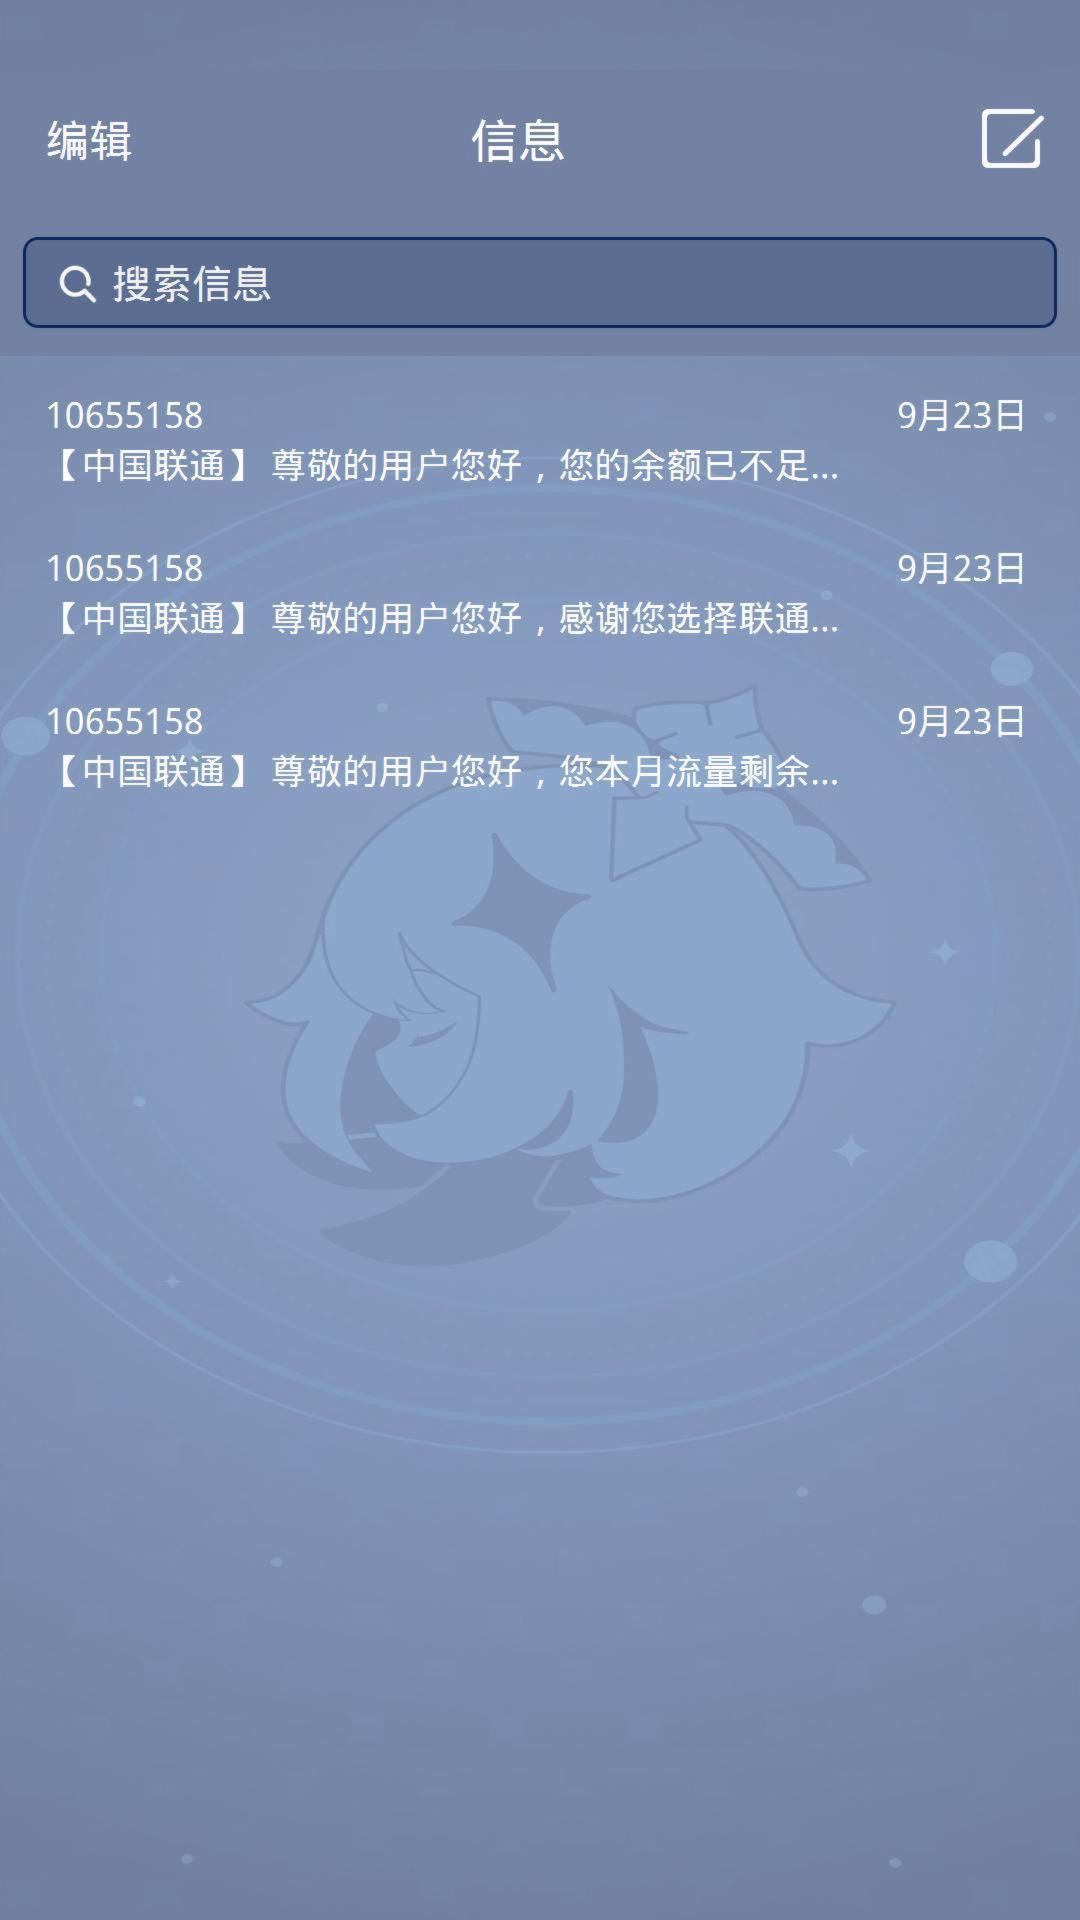 编辑 信息
搜索信息
10655158 9月23日
【中国联通】尊敬的用户您好，您的余额已不足...
10655158 9月23日
【中国联通】尊敬的用户您好，感谢您选择联通...
10655158 9月23日
【中国联通】尊敬的用户您好，您本月流量剩余...